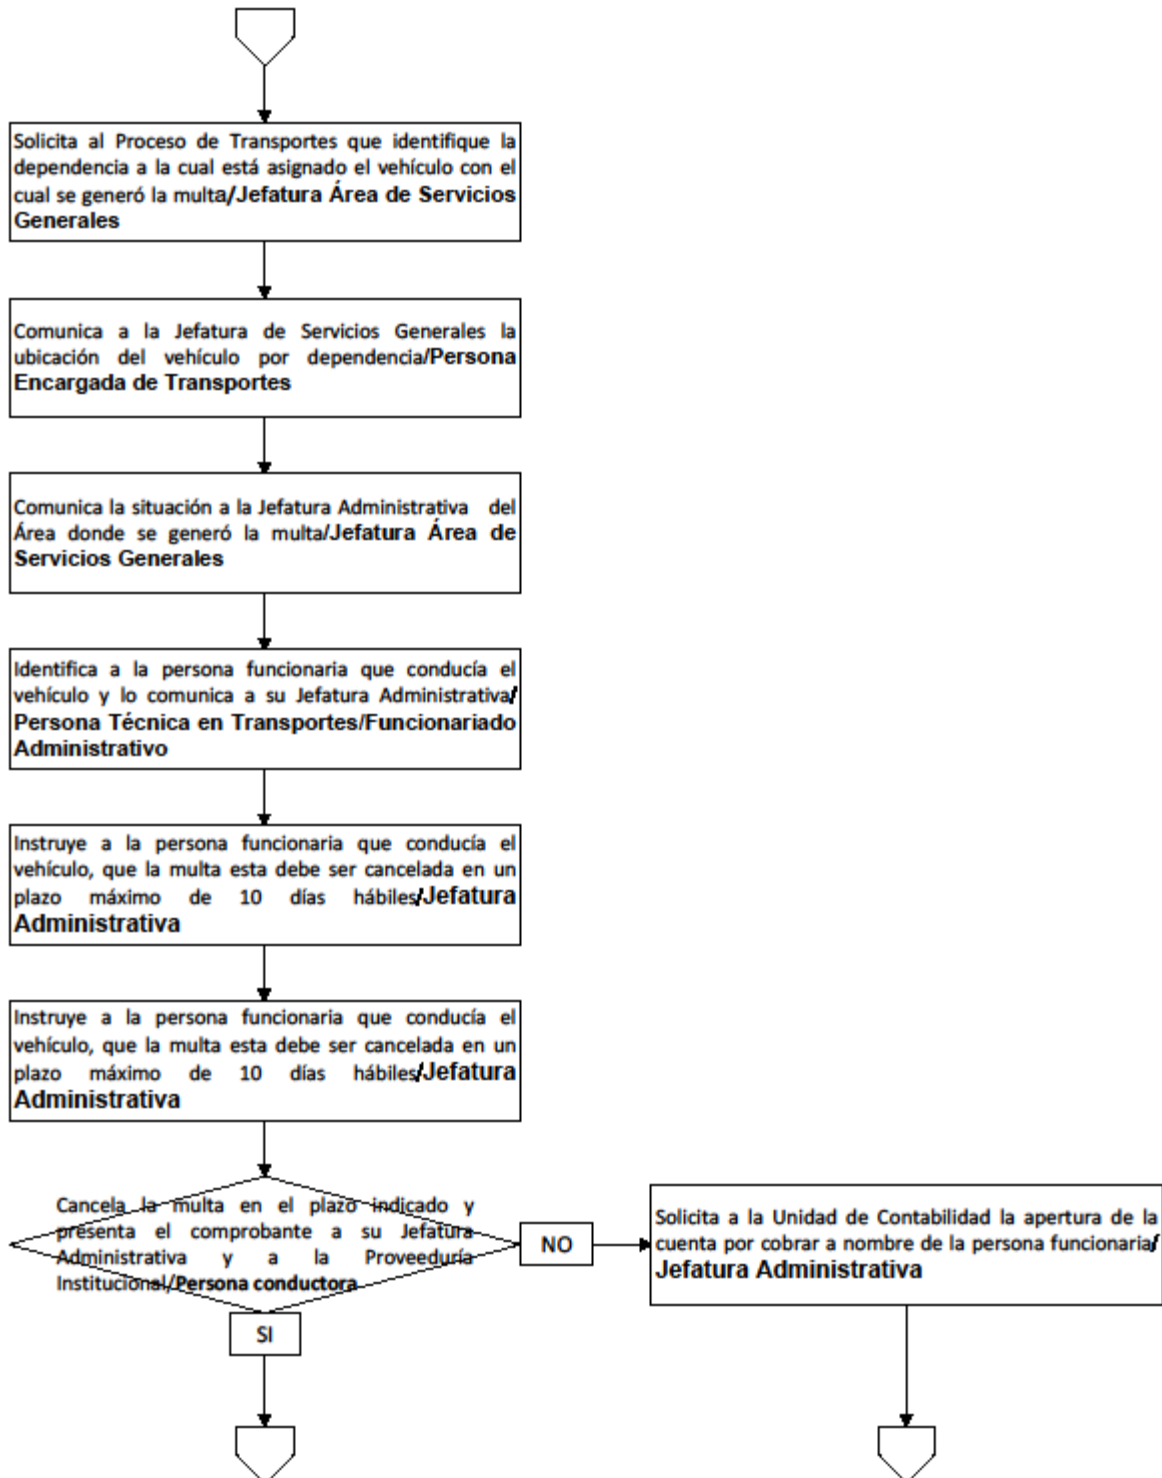 Solicita al Proceso de Transportes que identifique la
dependencia a la cual está asignado el vehículo con el
cual se generó la multa/Jefatura Área de Servicios
Generales
Comunica a la Jefatura de Servicios Generales la
ubicación del vehículo por dependencia/Persona
Encargada de Transportes
Comunica la situación a la Jefatura Administrativa del
Área donde se generó la multa/Jefatura Área de
Servicios Generales
Identifica a la persona funcionaria que conducía el
vehículo y lo comunica a su Jefatura Administrativa/
Persona Técnica en Transportes/Funcionariado
Administrativo
Instruye a la persona funcionaria que conducía el
vehículo, que la multa esta debe ser cancelada en un
plazo máximo de 10 días hábiles/Jefatura
Administrativa
Instruye a la persona funcionaria que conducía el
vehículo, que la multa esta debe ser cancelada en un
plazo máximo de 10 días hábiles/Jefatura
Administrativa
Cancela la multa en el plazo indicado y
presenta el comprobante a su Jefatura
Administrativa y a la Proveeduría
Institucional/Persona conductora
NO
Solicita a la Unidad de Contabilidad la apertura de la
cuenta por cobrar a nombre de la persona funcionaria/
Jefatura Administrativa
SI